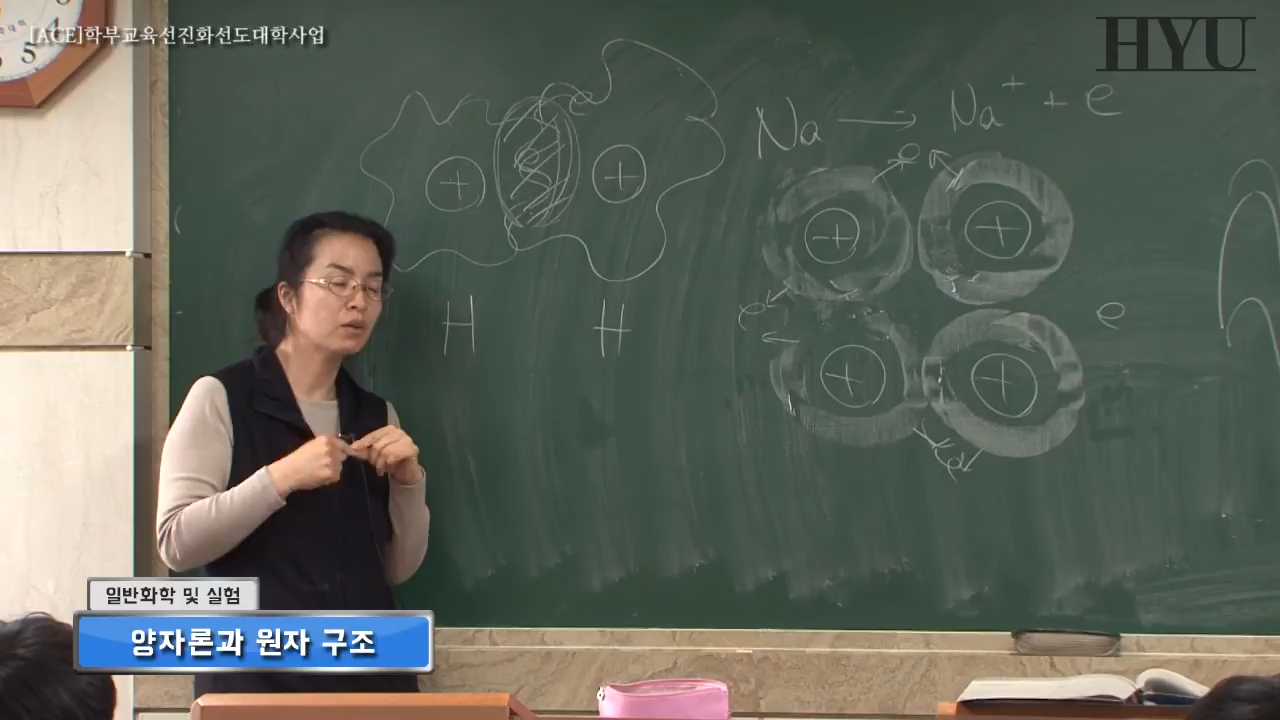 [ACE]학부교육선진화선도대학사업
HYU
5
Na → Na⁺ + e
+ +
e
+ +
H H
e e
+ +
e
일반화학 및 실험
양자론과 원자 구조